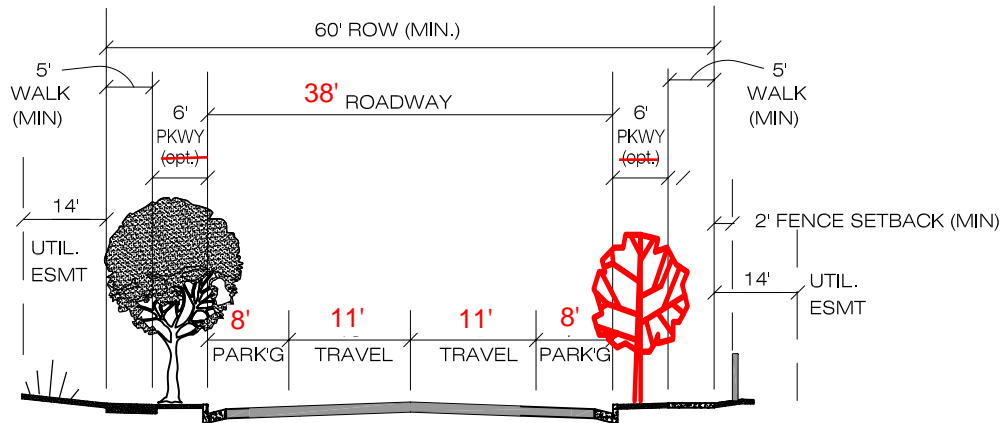 60' ROW (MIN.)
5'
WALK
(MIN)
6'
PKWY
(opt.)
38' ROADWAY
6'
PKWY
(opt.)
5'
WALK
(MIN)
14'
UTIL.
ESMT
2' FENCE SETBACK (MIN)
14'
UTIL.
ESMT
8'
PARK'G
11'
TRAVEL
11'
TRAVEL
8'
PARK'G